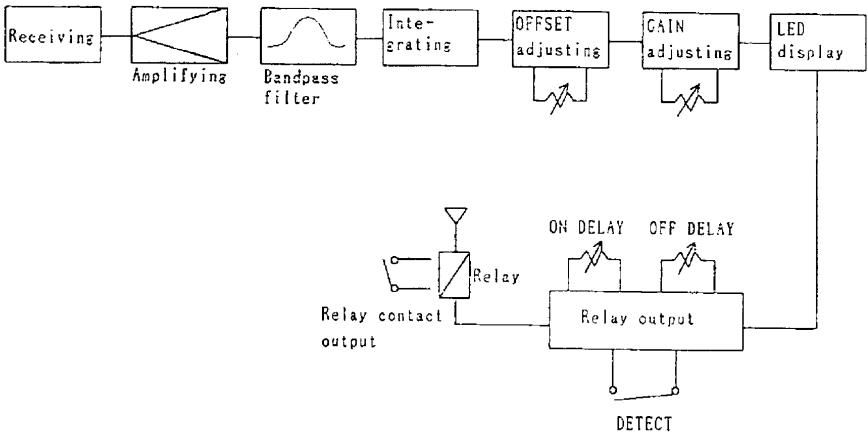 Receiving
Amplifying
Bandpass
filter
Inte-
grating
OFFSET
adjusting
GAIN
adjusting
LED
display
ON DELAY
OFF DELAY
Relay
Relay contact
output
Relay output
DETECT